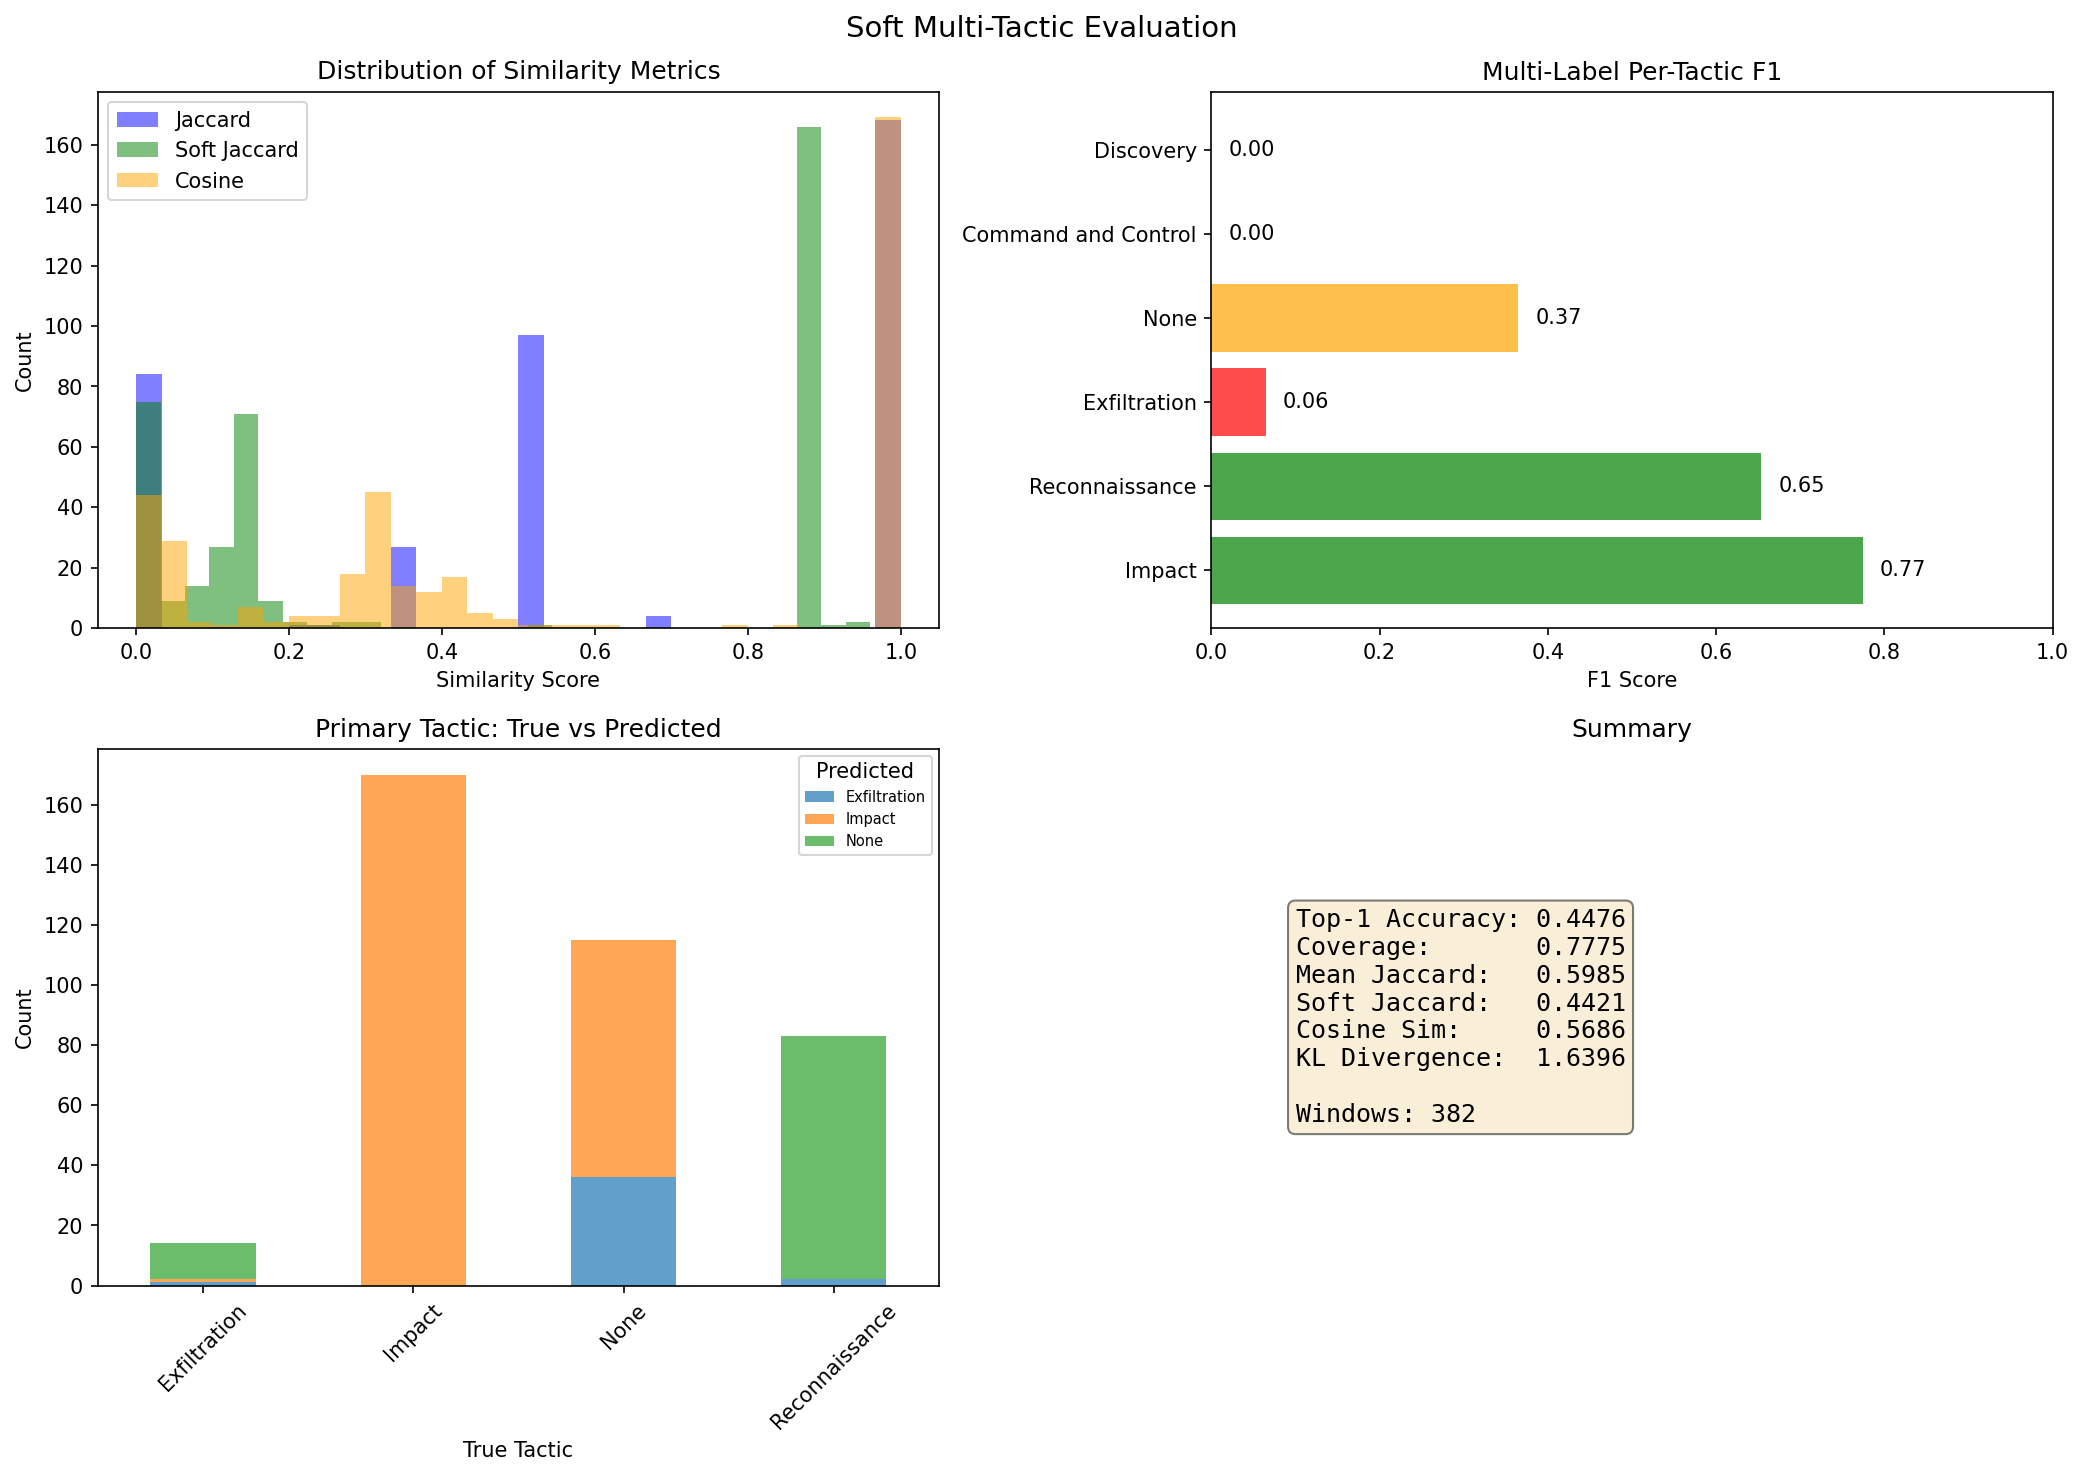 Soft Multi-Tactic Evaluation
Distribution of Similarity Metrics
Jaccard
Soft Jaccard
Cosine
160
140
120
100
80
60
40
20
0
Count
0.0 0.2 0.4 0.6 0.8 1.0
Similarity Score
Multi-Label Per-Tactic F1
Discovery 0.00
Command and Control 0.00
None 0.37
Exfiltration 0.06
Reconnaissance 0.65
Impact 0.77
0.0 0.2 0.4 0.6 0.8 1.0
F1 Score
Primary Tactic: True vs Predicted
Predicted
Exfiltration
Impact
None
160
140
120
100
80
60
40
20
0
Count
Exfiltration
Impact
None
Reconnaissance
True Tactic
Summary
Top-1 Accuracy: 0.4476
Coverage: 0.7775
Mean Jaccard: 0.5985
Soft Jaccard: 0.4421
Cosine Sim: 0.5686
KL Divergence: 1.6396
Windows: 382